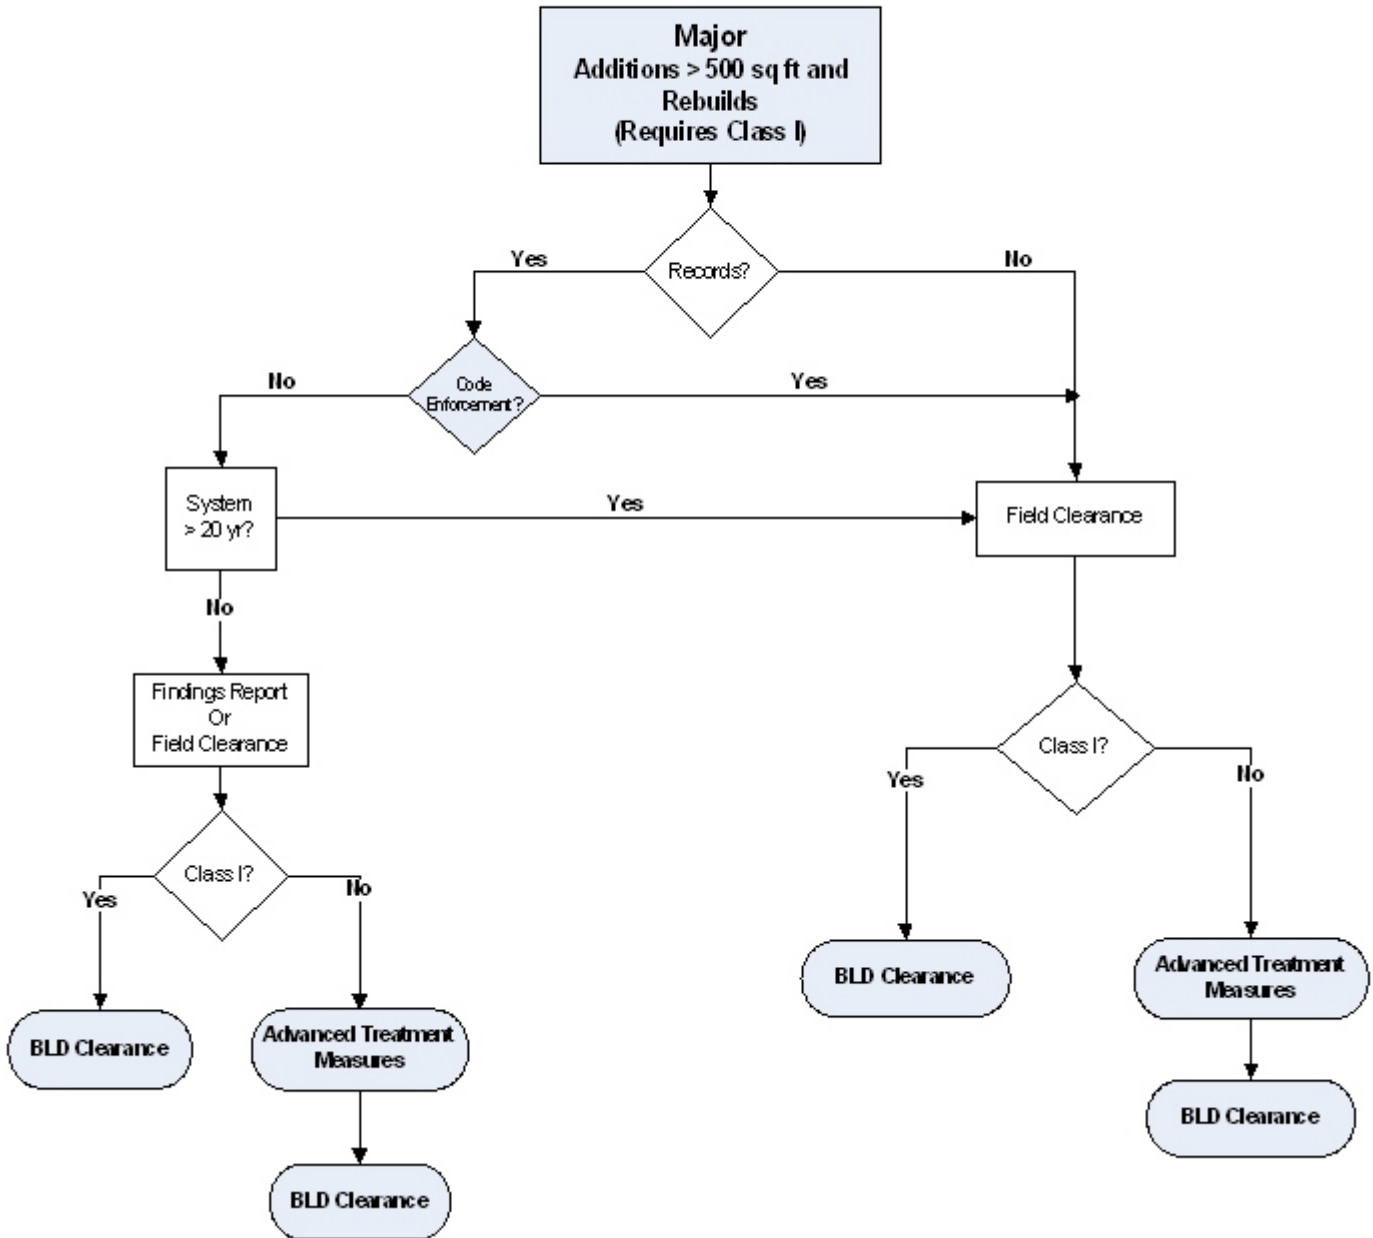 Major
Additions > 500 sq ft and
Rebuilds
(Requires Class I)
Yes
Records?
No
No
Code
Enforcement?
Yes
System
> 20 yr?
Yes
Field Clearance
No
Findings Report
Or
Field Clearance
Class I?
Yes
No
Class I?
Yes
No
BLD Clearance
Advanced Treatment
Measures
BLD Clearance
Advanced Treatment
Measures
BLD Clearance
BLD Clearance